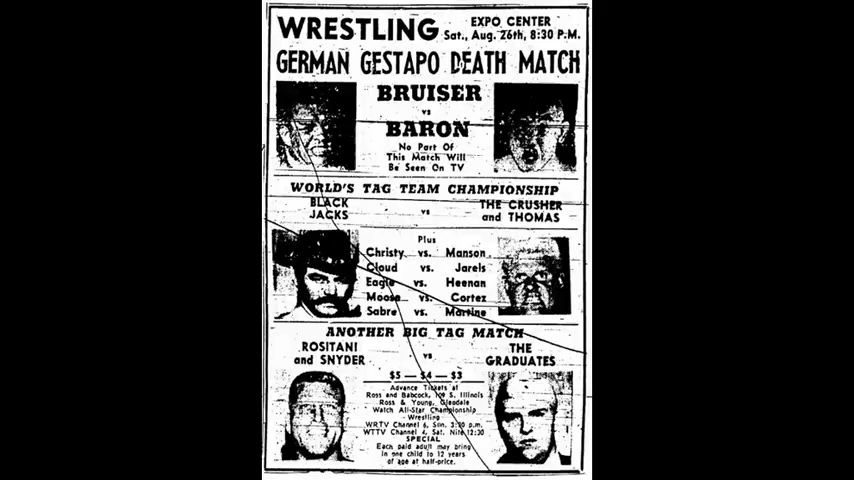 WRESTLING
EXPO CENTER
Sat., Aug. 26th, 8:30 P.M.
GERMAN GESTAPO DEATH MATCH
BRUISER
vs
BARON
No Part Of
This Match Will
Be Seen On TV
WORLD'S TAG TEAM CHAMPIONSHIP
BLACK
JACKS
vs
THE CRUSHER
and THOMAS
Plus
Christy vs. Manson
Cloud vs. Jarels
Eagle vs. Heenan
Moose vs. Cortez
Sabre vs. Martine
ANOTHER BIG TAG MATCH
ROSITANI
and SNYDER
vs
THE
GRADUATES
$5 — $4 — $3
Advance Tickets at
Ross and Babcock, 109 S. Illinois
Ross & Young, Glendale
Watch All-Star Championship
Wrestling
WRTV Channel 6, Sun. 3:30 p.m.
WTTV Channel 4, Sat. Nite 12:30
SPECIAL
Each paid adult may bring
in one child to 12 years
of age at half-price.